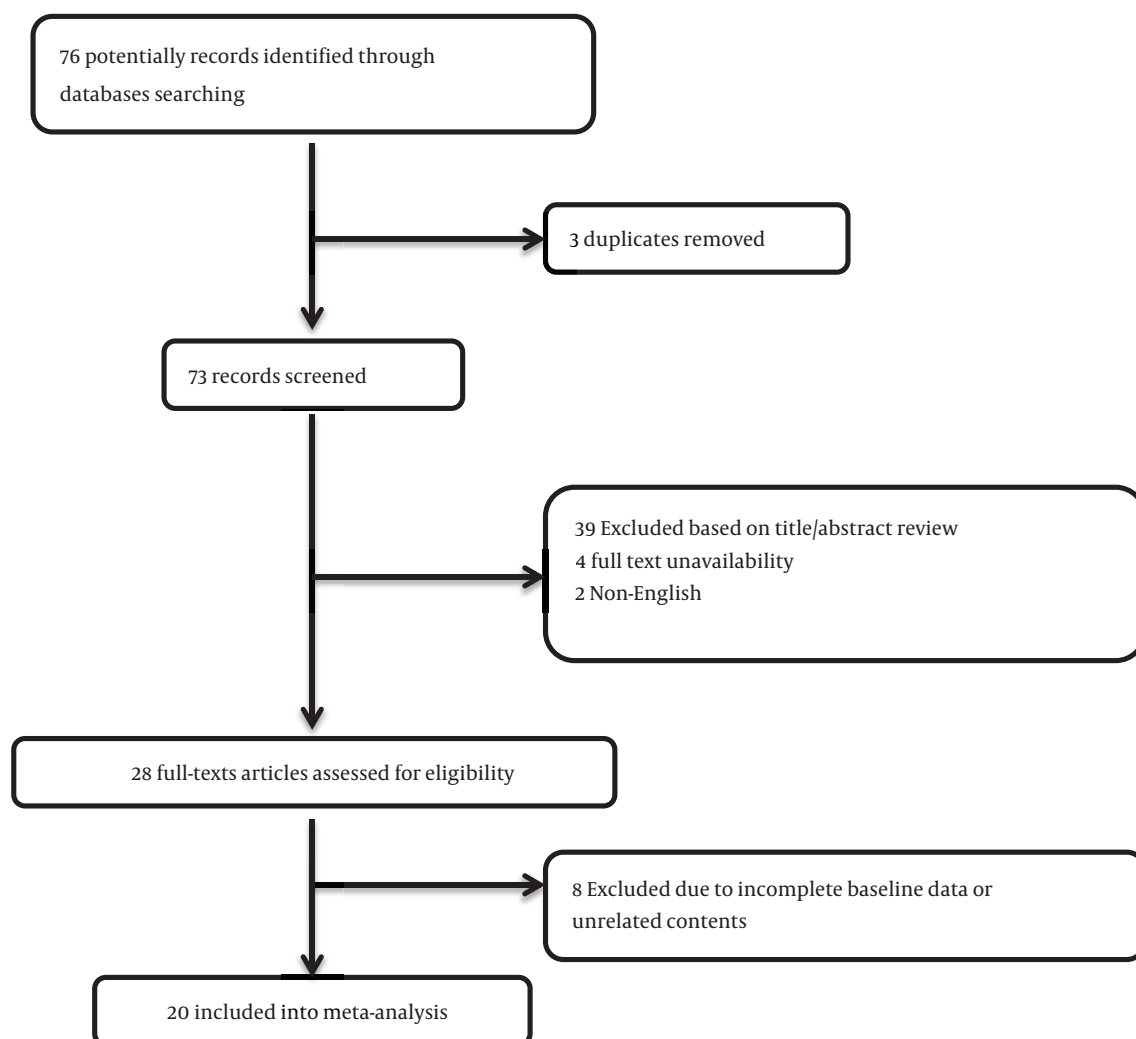 76 potentially records identified through
databases searching
3 duplicates removed
73 records screened
39 Excluded based on title/abstract review
4 full text unavailability
2 Non-English
28 full-texts articles assessed for eligibility
8 Excluded due to incomplete baseline data or
unrelated contents
20 included into meta-analysis